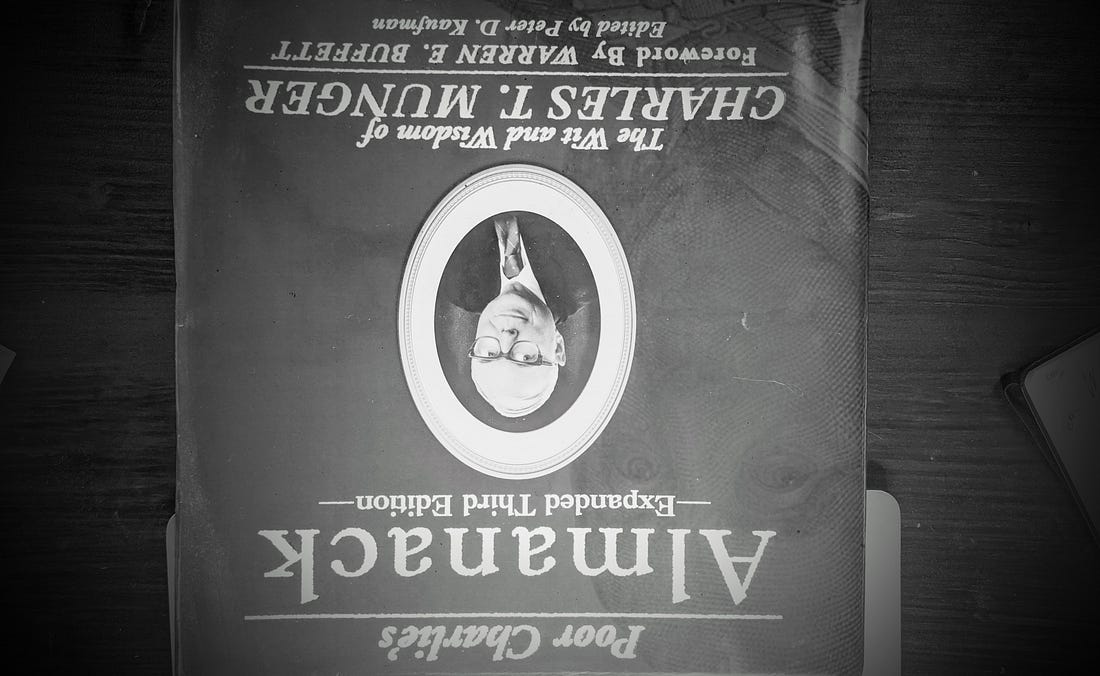 Poor Charlie's
Almanack
—Expanded Third Edition—
The Wit and Wisdom of
CHARLES T. MUNGER
Foreword By WARREN E. BUFFETT
Edited by Peter D. Kaufman